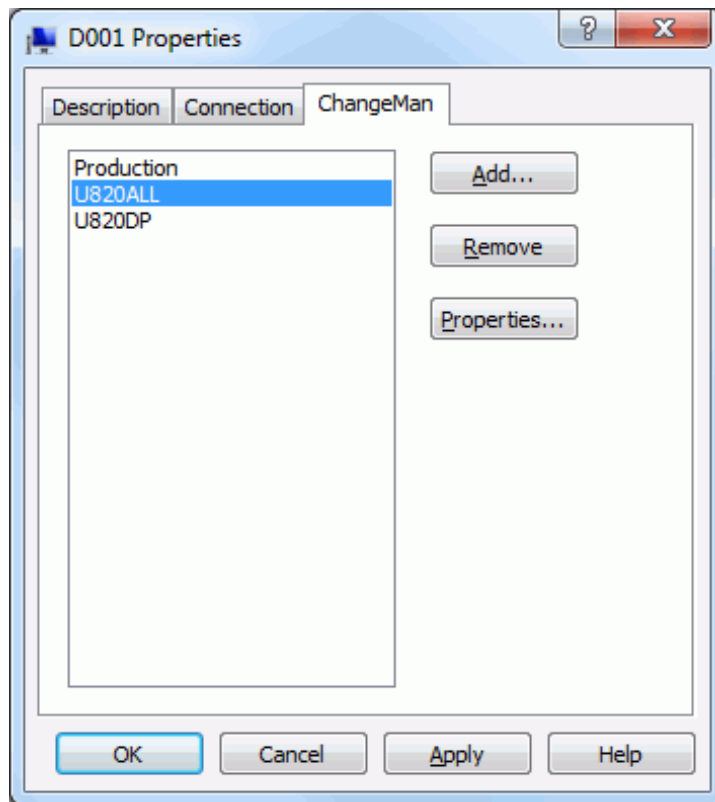 D001 Properties
Description Connection ChangeMan
Production
U820ALL
U820DP
Add...
Remove
Properties...
OK Cancel Apply Help